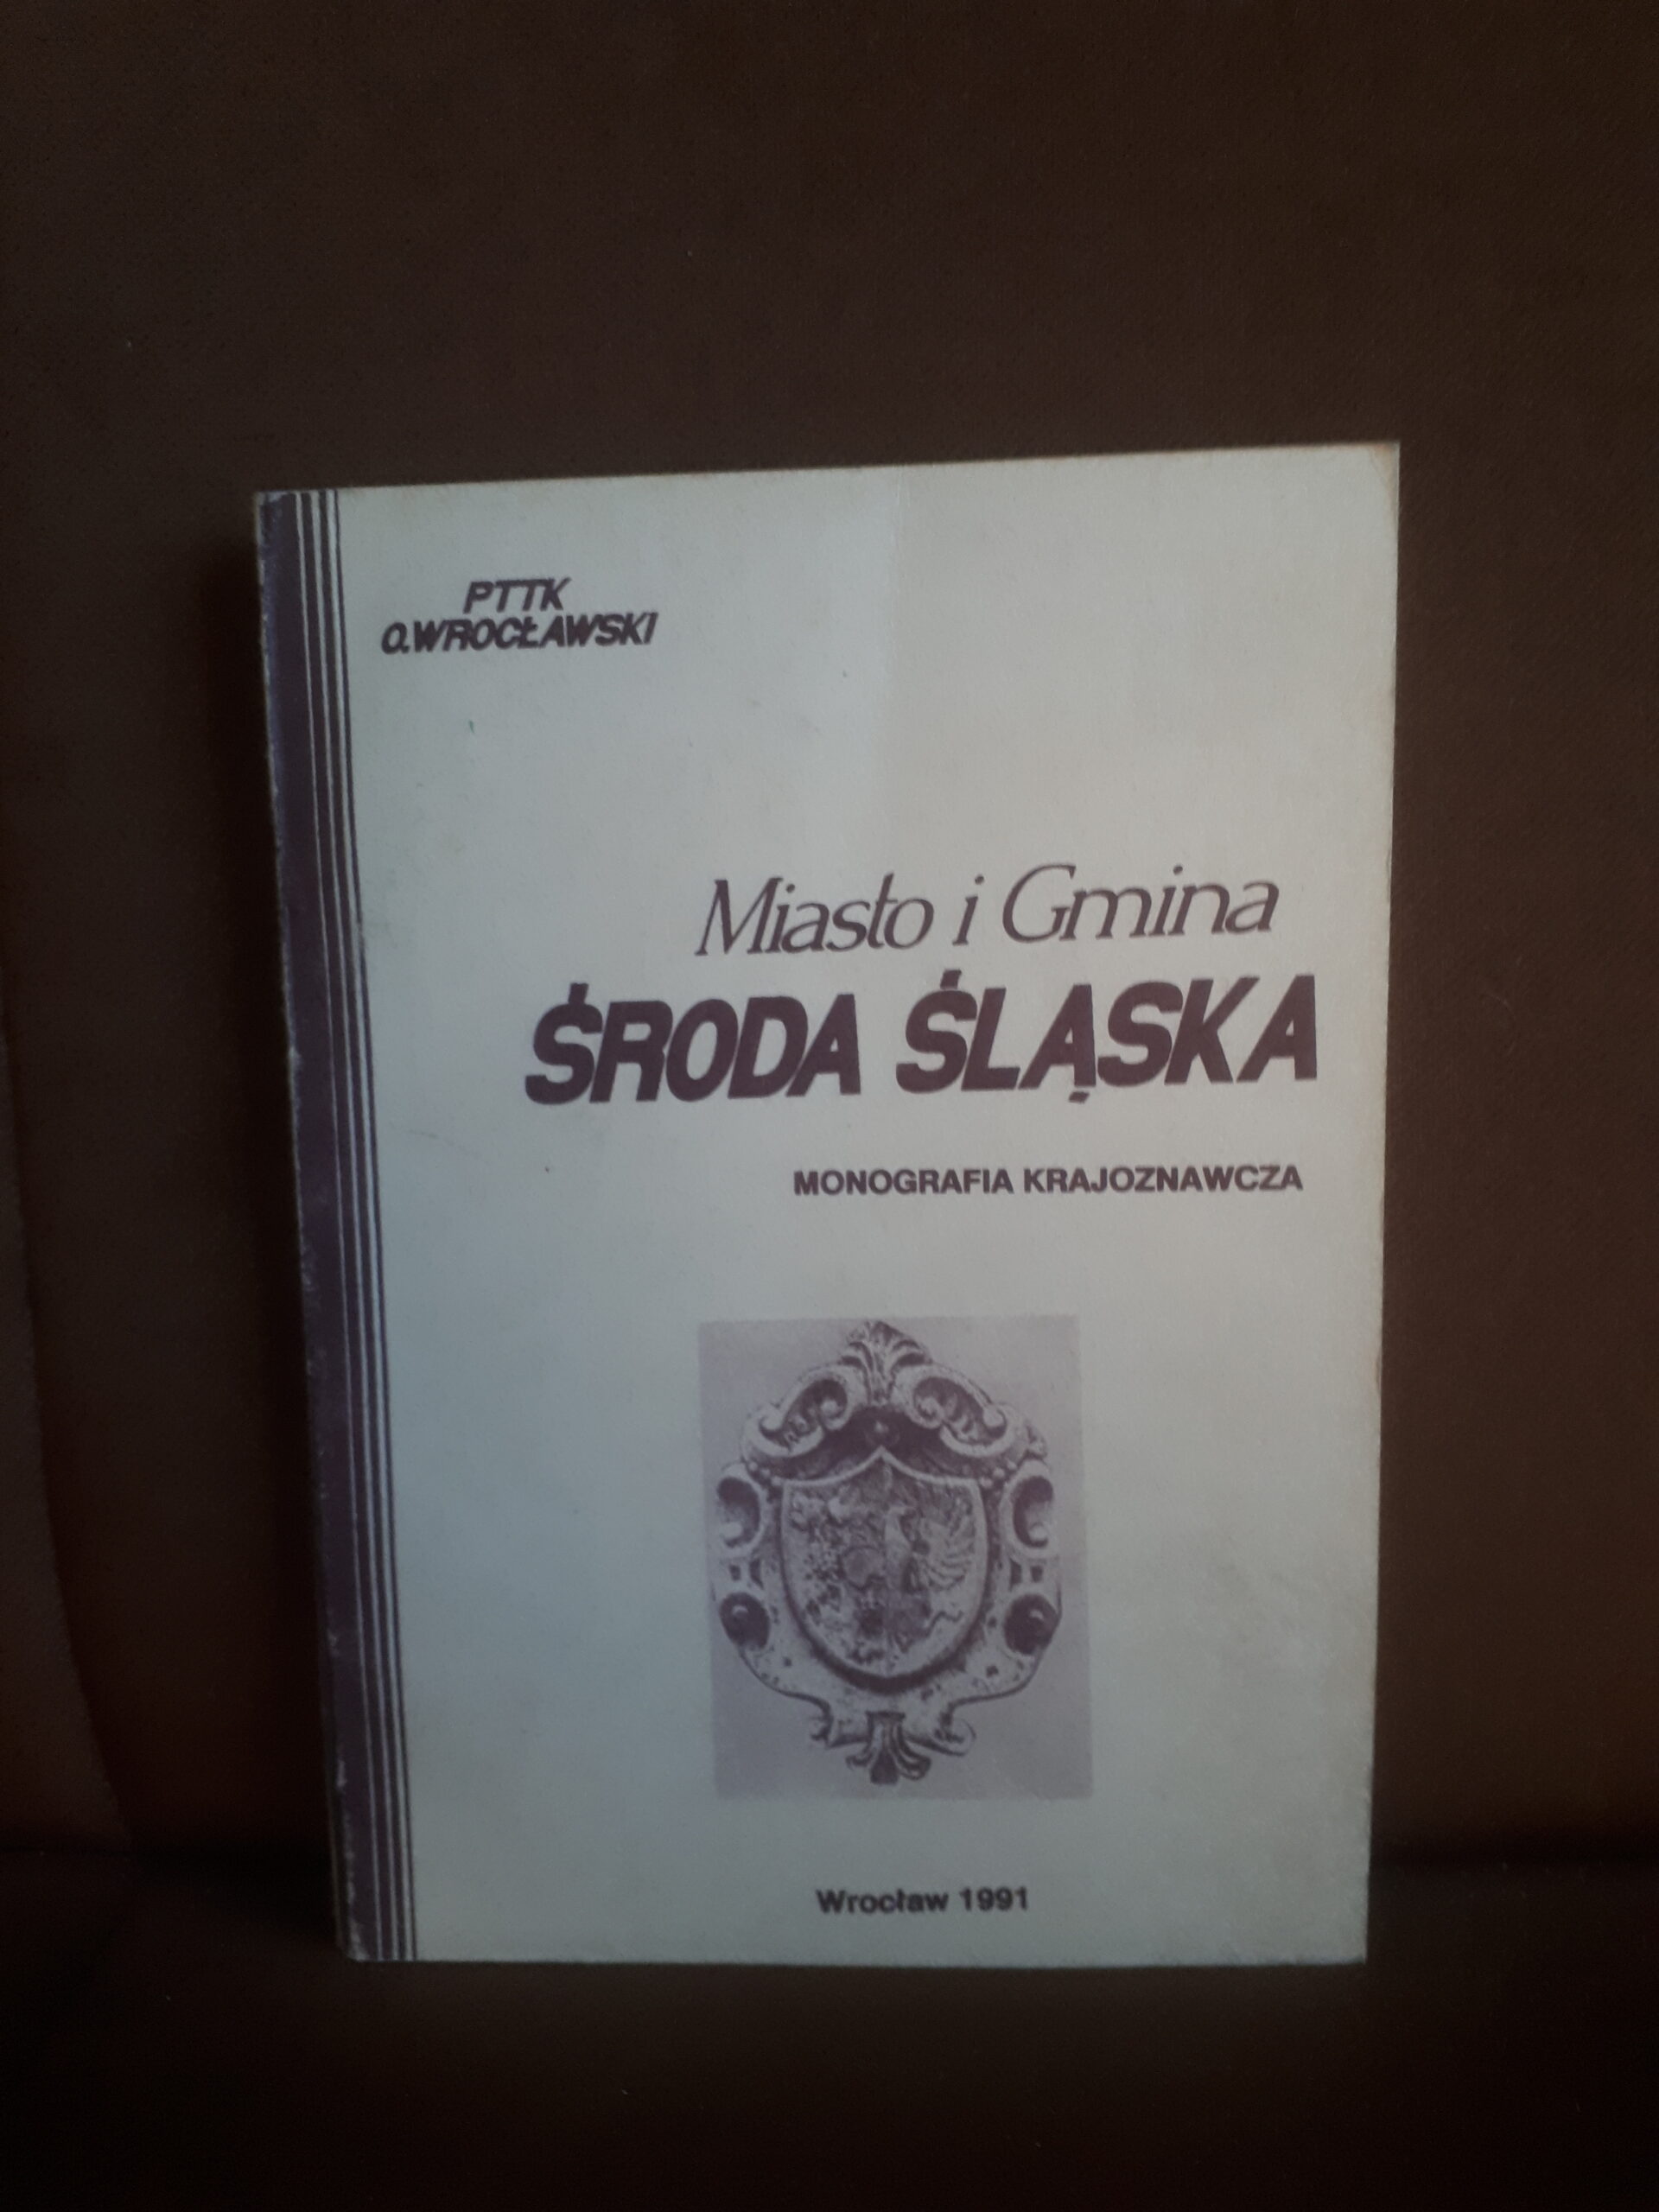 PTTK
O.WROCŁAWSKI
Miasto i Gmina
ŚRODA ŚLĄSKA
MONOGRAFIA KRAJOZNAWCZA
Wrocław 1991